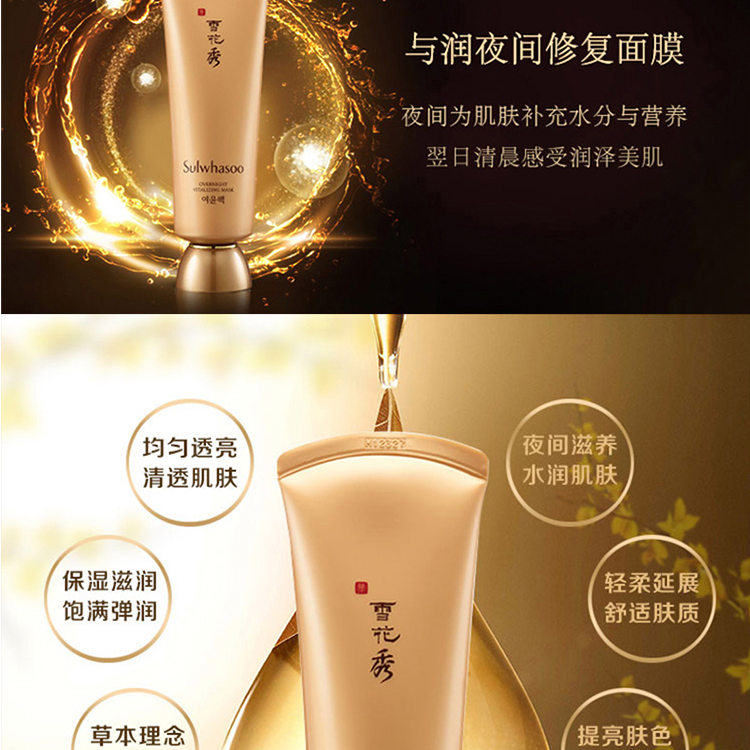 雪花秀
Sulwhasoo
OVERNIGHT
VITALIZING MASK
여윤팩
与润夜间修复面膜
夜间为肌肤补充水分与营养
翌日清晨感受润泽美肌
均匀透亮
清透肌肤
夜间滋养
水润肌肤
保湿滋润
饱满弹润
轻柔延展
舒适肤质
雪花秀
草本理念
提亮肤色